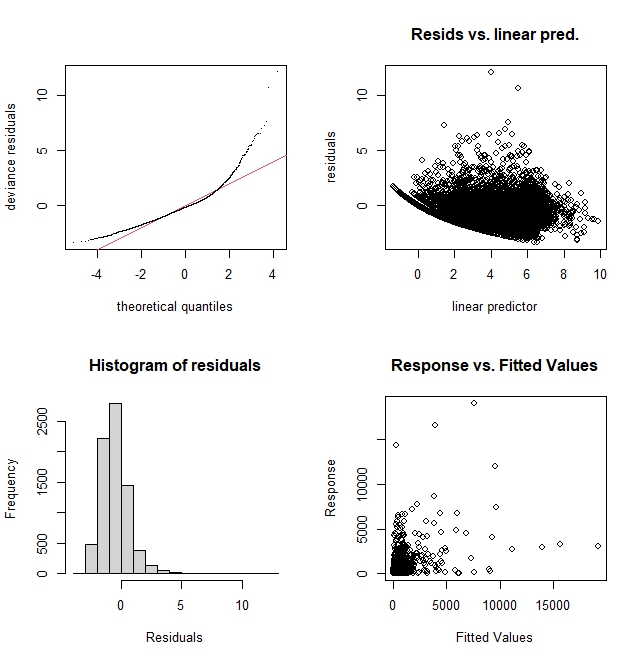 Resids vs. linear pred.
deviance residuals
10
5
0
-4 -2 0 2 4
theoretical quantiles
residuals
10
5
0
0 2 4 6 8 10
linear predictor
Histogram of residuals
Frequency
2500
1500
500
0
0 5 10
Residuals
Response vs. Fitted Values
Response
10000
5000
0
0 5000 10000 15000
Fitted Values